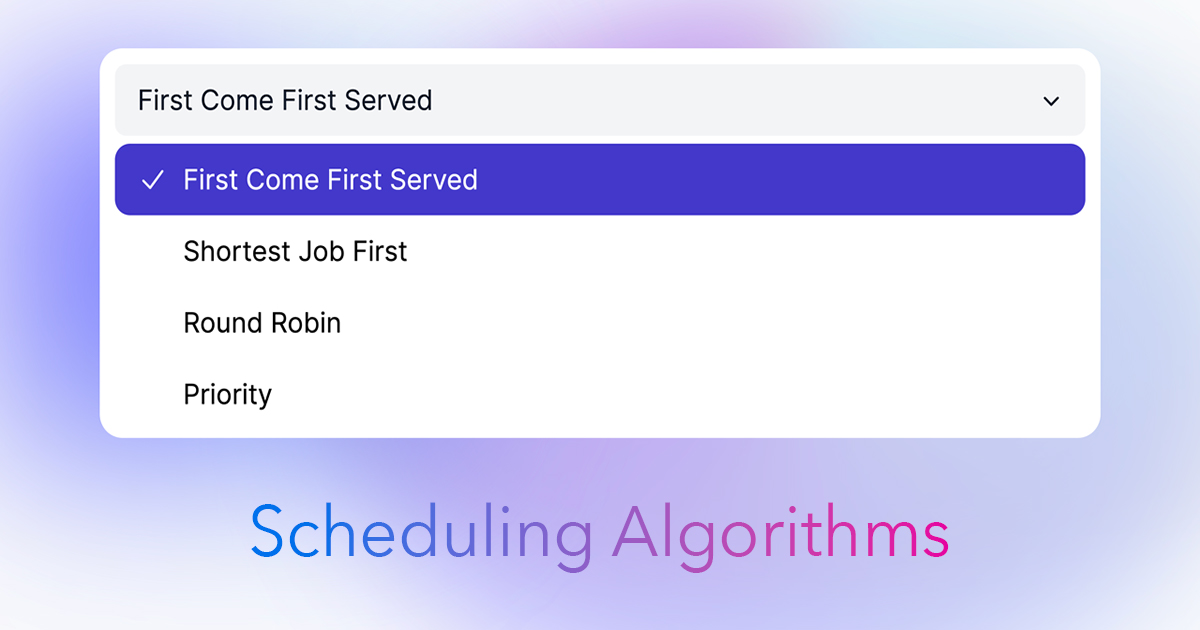 First Come First Served
First Come First Served
Shortest Job First
Round Robin
Priority
Scheduling Algorithms